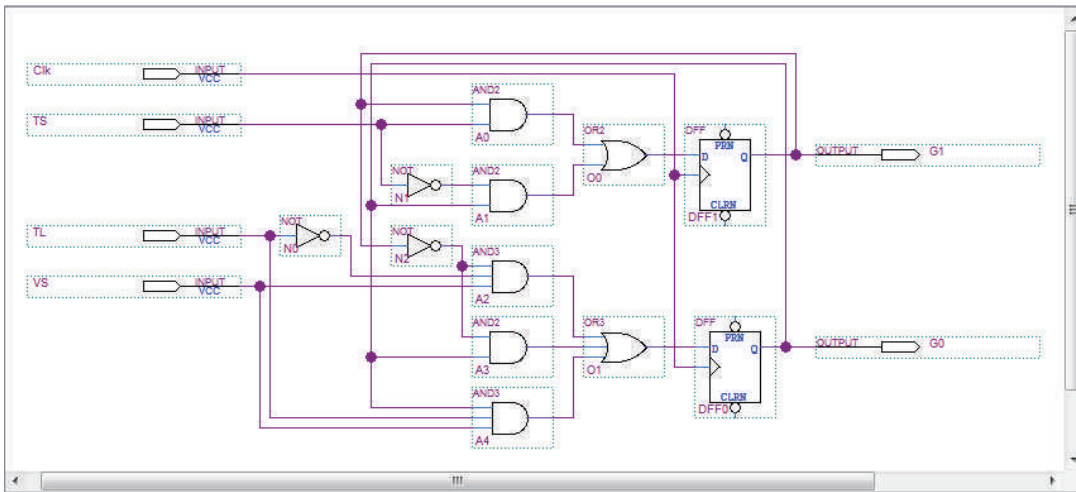 Clk
INPUT
VCC
TS
INPUT
VCC
AND2
A0
OR2
O0
DFF
PRN
D
Q
CLRN
DFF1
OUTPUT
G1
NOT
N1
AND2
A1
TL
INPUT
VCC
NOT
N0
NOT
N2
AND3
A2
VS
INPUT
VCC
AND2
A3
OR3
O1
DFF
PRN
D
Q
CLRN
DFF0
OUTPUT
G0
AND3
A4